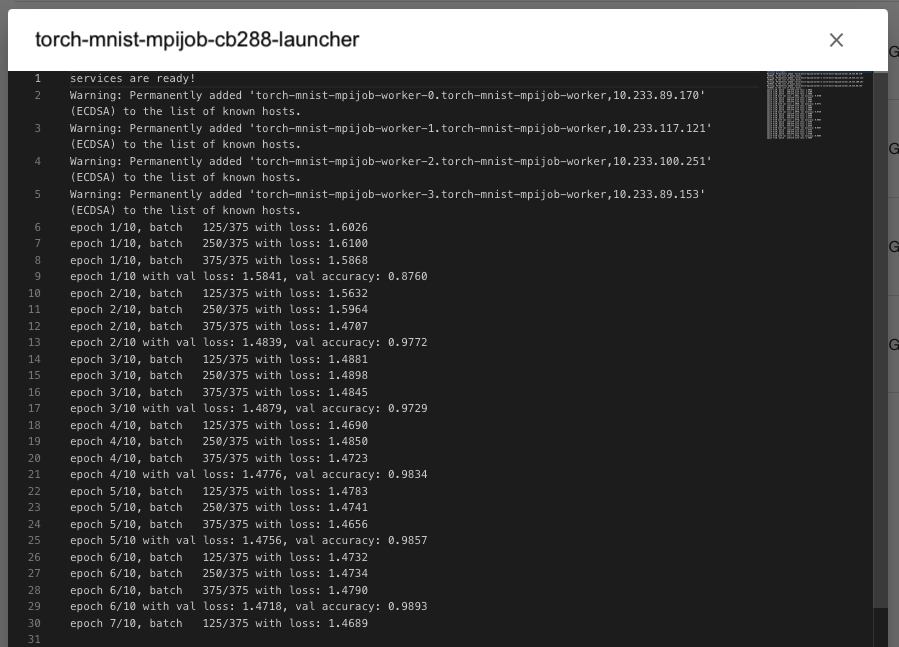 torch-mnist-mpijob-cb288-launcher
1 services are ready!
2 Warning: Permanently added 'torch-mnist-mpijob-worker-0.torch-mnist-mpijob-worker,10.233.89.170'
(ECDSA) to the list of known hosts.
3 Warning: Permanently added 'torch-mnist-mpijob-worker-1.torch-mnist-mpijob-worker,10.233.117.121'
(ECDSA) to the list of known hosts.
4 Warning: Permanently added 'torch-mnist-mpijob-worker-2.torch-mnist-mpijob-worker,10.233.100.251'
(ECDSA) to the list of known hosts.
5 Warning: Permanently added 'torch-mnist-mpijob-worker-3.torch-mnist-mpijob-worker,10.233.89.153'
(ECDSA) to the list of known hosts.
6 epoch 1/10, batch   125/375 with loss: 1.6026
7 epoch 1/10, batch   250/375 with loss: 1.6100
8 epoch 1/10, batch   375/375 with loss: 1.5868
9 epoch 1/10 with val loss: 1.5841, val accuracy: 0.8760
10 epoch 2/10, batch   125/375 with loss: 1.5632
11 epoch 2/10, batch   250/375 with loss: 1.5964
12 epoch 2/10, batch   375/375 with loss: 1.4707
13 epoch 2/10 with val loss: 1.4839, val accuracy: 0.9772
14 epoch 3/10, batch   125/375 with loss: 1.4881
15 epoch 3/10, batch   250/375 with loss: 1.4898
16 epoch 3/10, batch   375/375 with loss: 1.4845
17 epoch 3/10 with val loss: 1.4879, val accuracy: 0.9729
18 epoch 4/10, batch   125/375 with loss: 1.4690
19 epoch 4/10, batch   250/375 with loss: 1.4850
20 epoch 4/10, batch   375/375 with loss: 1.4723
21 epoch 4/10 with val loss: 1.4776, val accuracy: 0.9834
22 epoch 5/10, batch   125/375 with loss: 1.4783
23 epoch 5/10, batch   250/375 with loss: 1.4741
24 epoch 5/10, batch   375/375 with loss: 1.4656
25 epoch 5/10 with val loss: 1.4756, val accuracy: 0.9857
26 epoch 6/10, batch   125/375 with loss: 1.4732
27 epoch 6/10, batch   250/375 with loss: 1.4734
28 epoch 6/10, batch   375/375 with loss: 1.4790
29 epoch 6/10 with val loss: 1.4718, val accuracy: 0.9893
30 epoch 7/10, batch   125/375 with loss: 1.4689
31